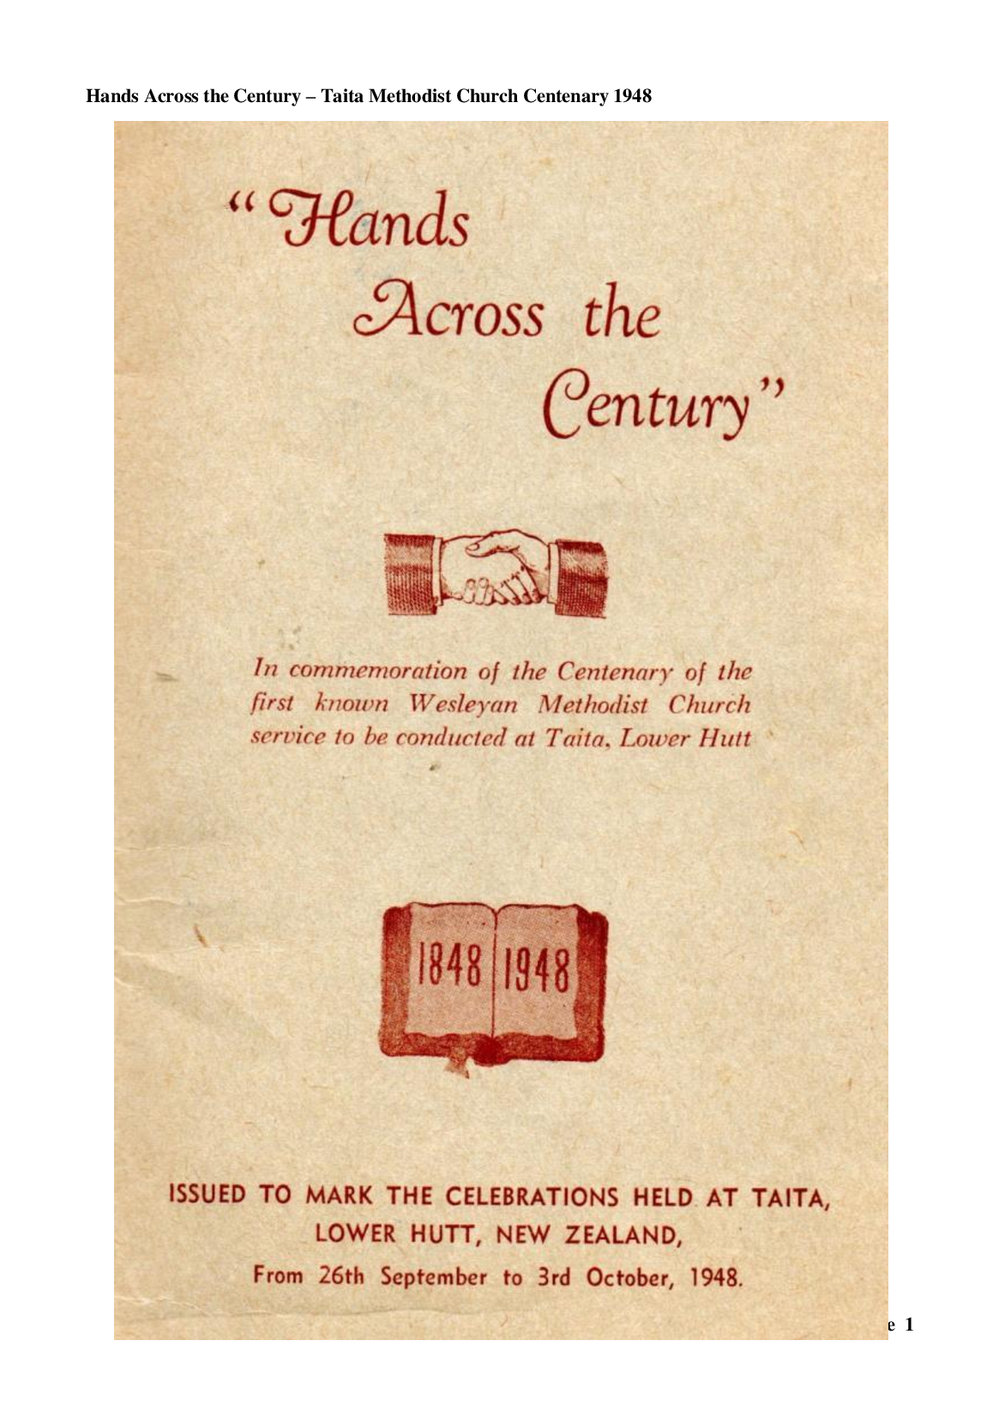 Hands Across the Century – Taita Methodist Church Centenary 1948
“Hands
Across the
Century”
In commemoration of the Centenary of the
first known Wesleyan Methodist Church
service to be conducted at Taita, Lower Hutt
1848 1948
ISSUED TO MARK THE CELEBRATIONS HELD AT TAITA,
LOWER HUTT, NEW ZEALAND,
From 26th September to 3rd October, 1948.
e 1